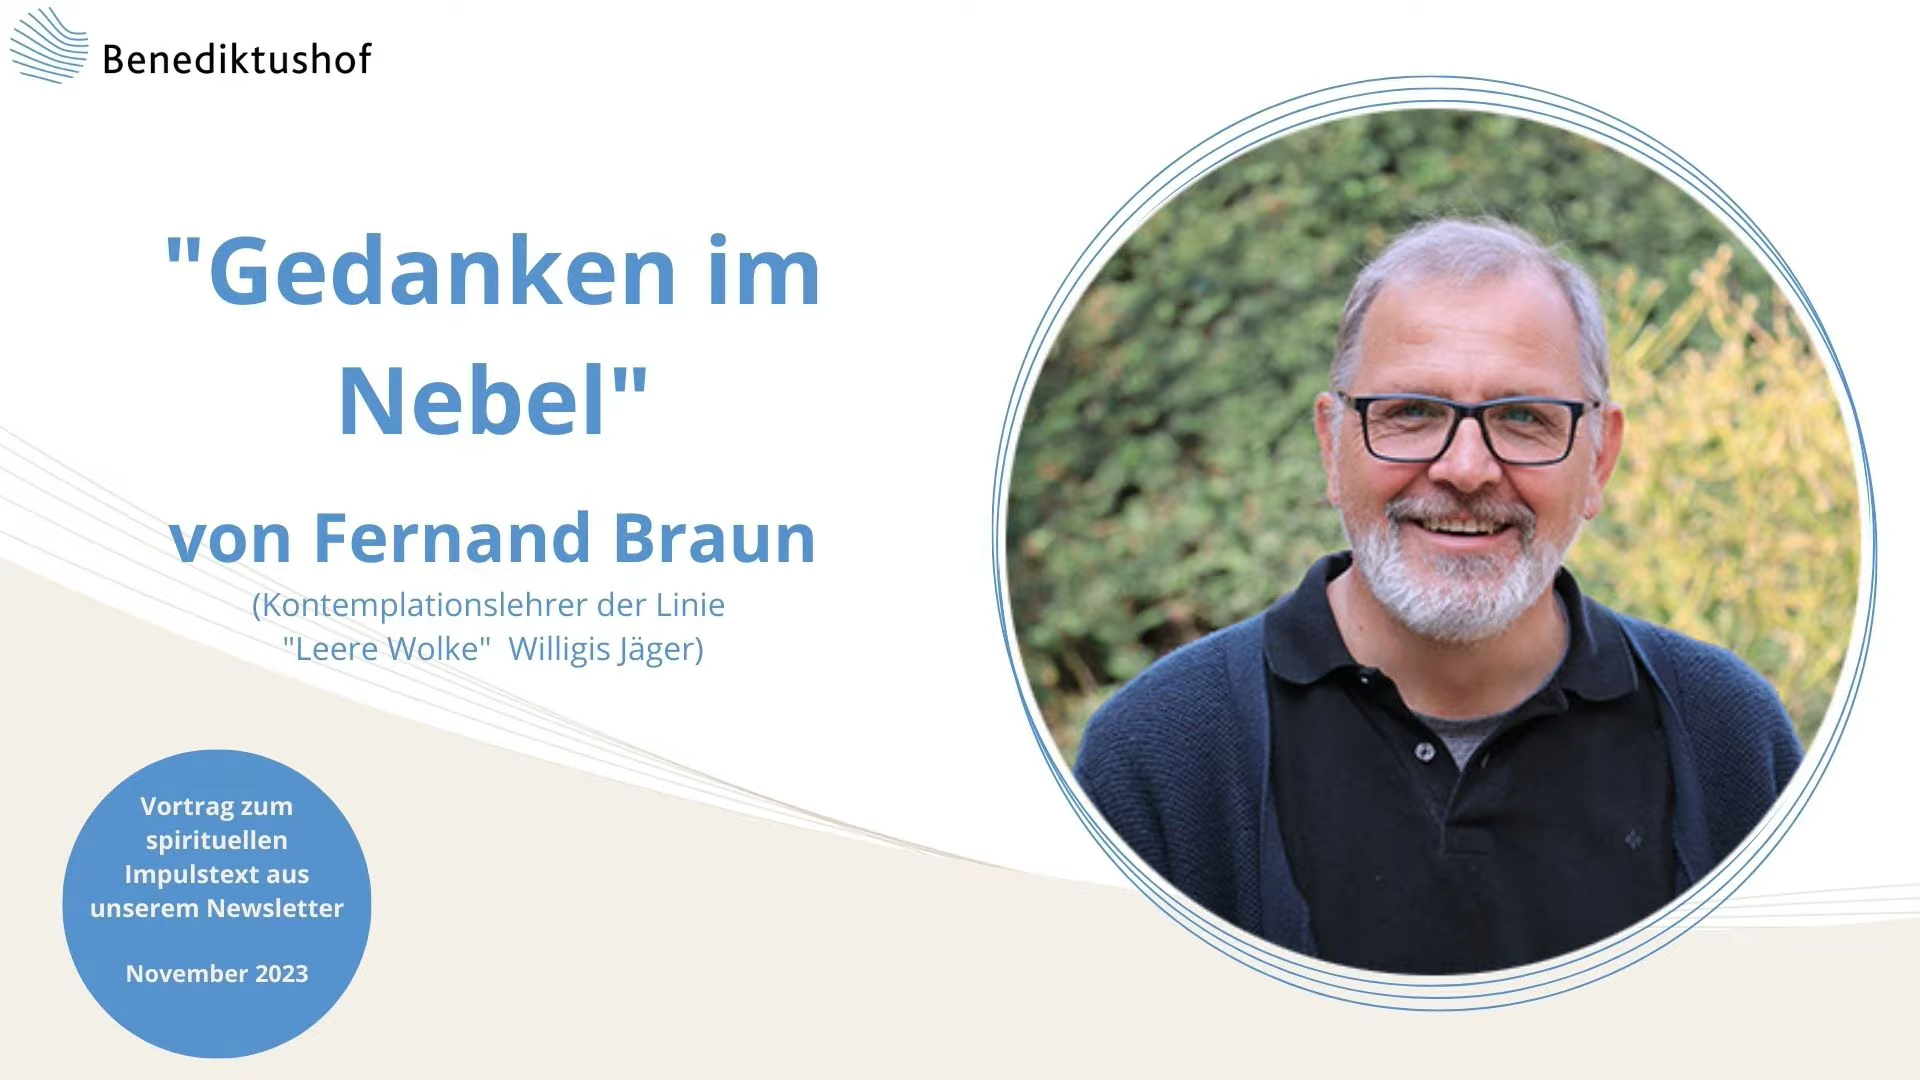 Benediktushof
"Gedanken im
Nebel"
von Fernand Braun
(Kontemplationslehrer der Linie
"Leere Wolke"  Willigis Jäger)
Vortrag zum
spirituellen
Impulstext aus
unserem Newsletter
November 2023